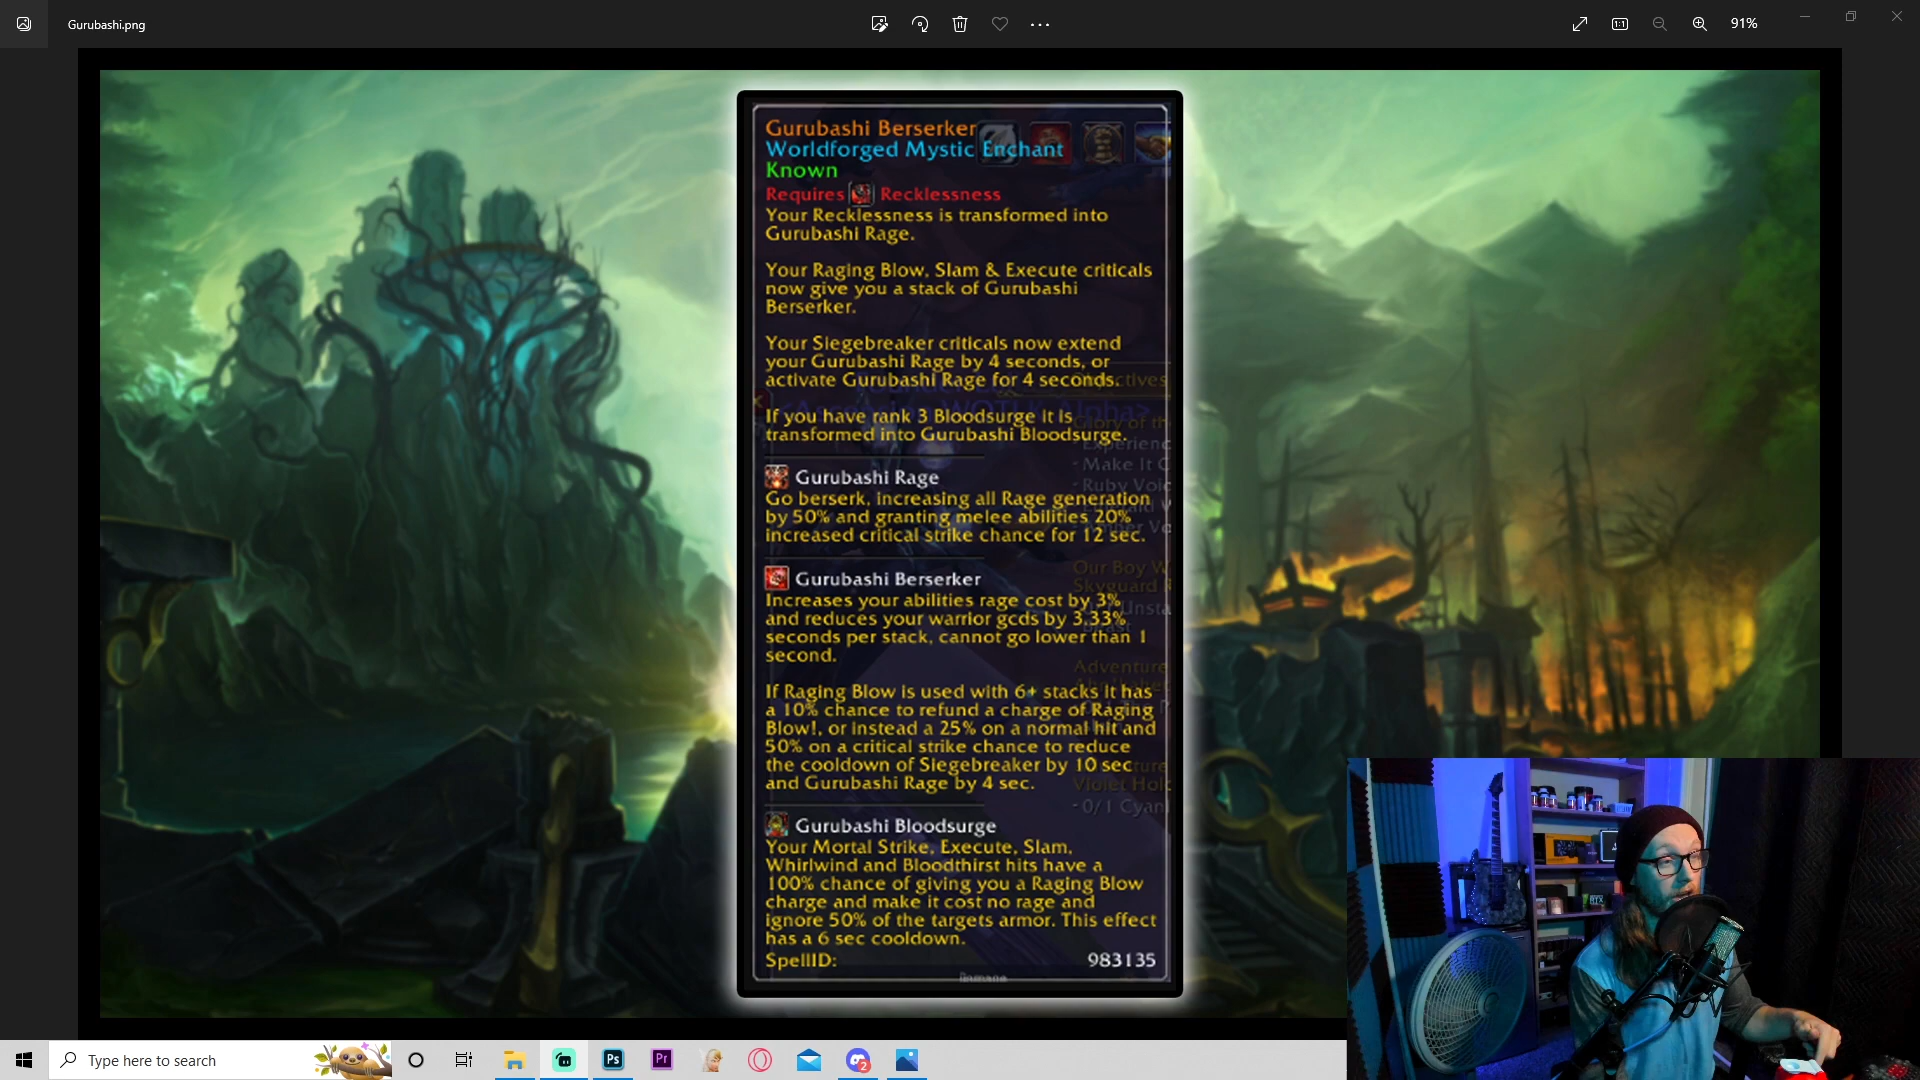 Gurubashi.png
91%
Gurubashi Berserker
Worldforged Mystic Enchant
Known
Requires Recklessness
Your Recklessness is transformed into
Gurubashi Rage.
Your Raging Blow, Slam & Execute criticals
now give you a stack of Gurubashi
Berserker.
Your Siegebreaker criticals now extend
your Gurubashi Rage by 4 seconds, or
activate Gurubashi Rage for 4 seconds.
If you have rank 3 Bloodsurge it is
transformed into Gurubashi Bloodsurge.
Gurubashi Rage
Go berserk, increasing all Rage generation
by 50% and granting melee abilities 20%
increased critical strike chance for 12 sec.
Gurubashi Berserker
Increases your abilities rage cost by 3%
and reduces your warrior gcds by 3.33%
seconds per stack, cannot go lower than 1
second.
If Raging Blow is used with 6+ stacks it has
a 10% chance to refund a charge of Raging
Blow!, or instead a 25% on a normal hit and
50% on a critical strike chance to reduce
the cooldown of Siegebreaker by 10 sec
and Gurubashi Rage by 4 sec.
Gurubashi Bloodsurge
Your Mortal Strike, Execute, Slam,
Whirlwind and Bloodthirst hits have a
100% chance of giving you a Raging Blow
charge and make it cost no rage and
ignore 50% of the targets armor. This effect
has a 6 sec cooldown.
SpellID: 983135
Damage
Type here to search
Ps
Pr
2